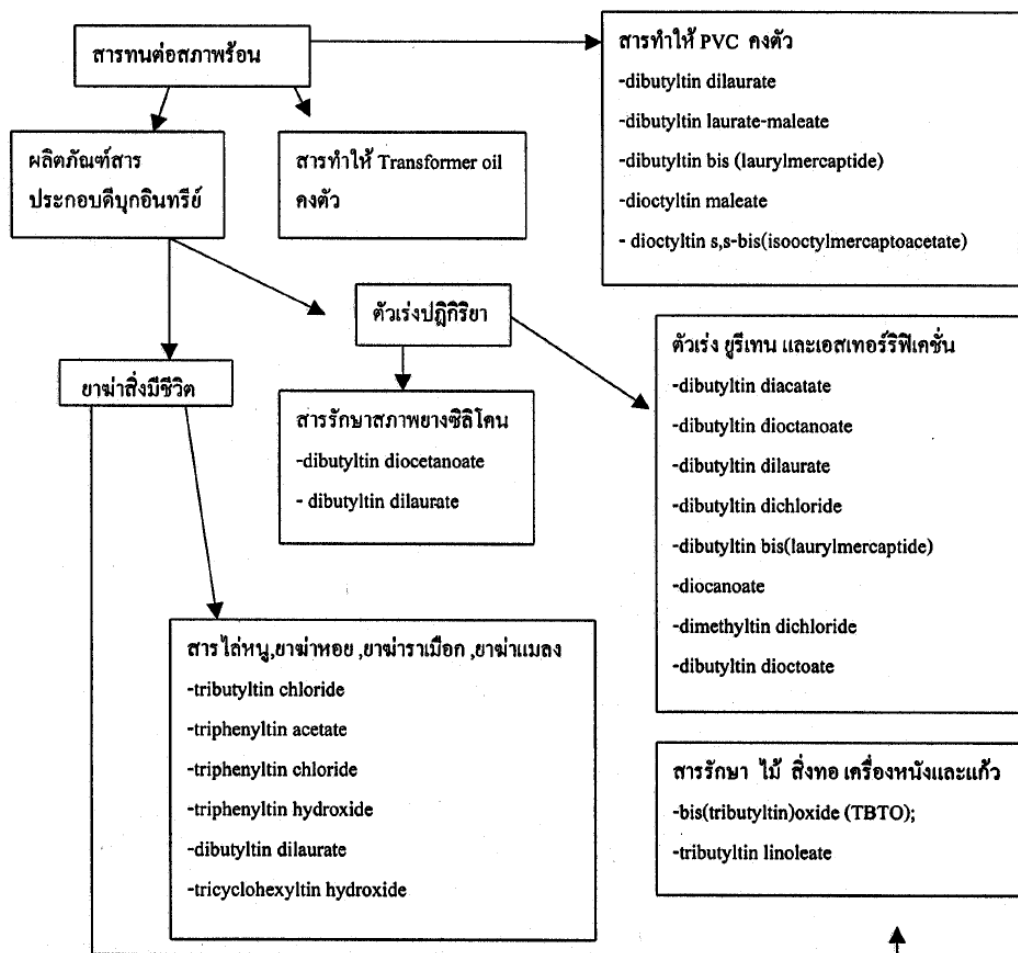 สารทนต่อสภาพร้อน
สารทำให้ PVC คงตัว
-dibutyltin dilaurate
-dibutyltin laurate-maleate
-dibutyltin bis (laurylmercaptide)
-dioctyltin maleate
- dioctyltin s,s-bis(isooctylmercaptoacetate)
ผลิตภัณฑ์สาร
ประกอบดีบุกอินทรีย์
สารทำให้ Transformer oil
คงตัว
ตัวเร่งปฏิกิริยา
ตัวเร่ง ยูรีเทน และเอสเทอร์ริฟิเคชั่น
-dibutyltin diacatate
-dibutyltin dioctanoate
-dibutyltin dilaurate
-dibutyltin dichloride
-dibutyltin bis(laurylmercaptide)
-diocanoate
-dimethyltin dichloride
-dibutyltin dioctoate
ยาฆ่าสิ่งมีชีวิต
สารรักษาสภาพยางซิลิโคน
-dibutyltin diocetanoate
- dibutyltin dilaurate
สารไล่หนู,ยาฆ่าหอย ,ยาฆ่าราเมือก ,ยาฆ่าแมลง
-tributyltin chloride
-triphenyltin acetate
-triphenyltin chloride
-triphenyltin hydroxide
-dibutyltin dilaurate
-tricyclohexyltin hydroxide
สารรักษา ไม้ สิ่งทอ เครื่องหนังและแก้ว
-bis(tributyltin)oxide (TBTO);
-tributyltin linoleate